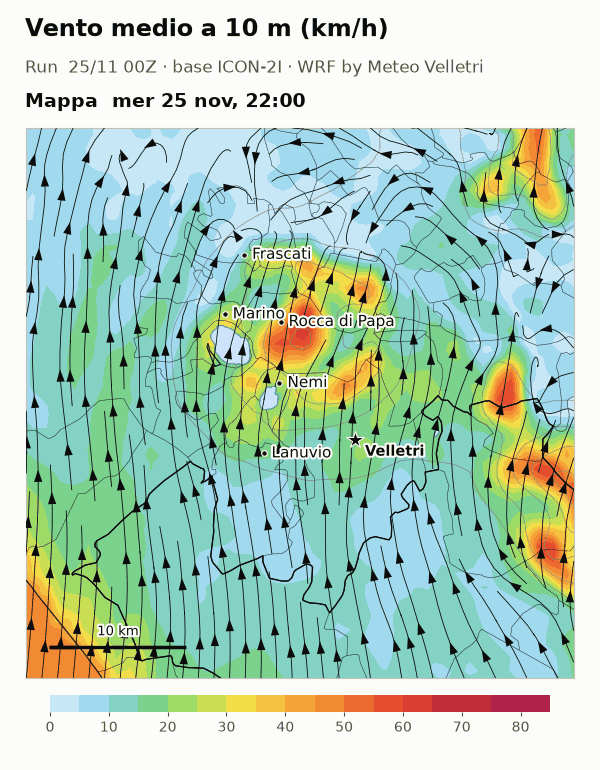 Vento medio a 10 m (km/h)
Run  25/11 00Z · base ICON-2I · WRF by Meteo Velletri
Mappa  mer 25 nov, 22:00
Frascati
Marino
Rocca di Papa
Nemi
Velletri
Lanuvio
10 km
0 10 20 30 40 50 60 70 80